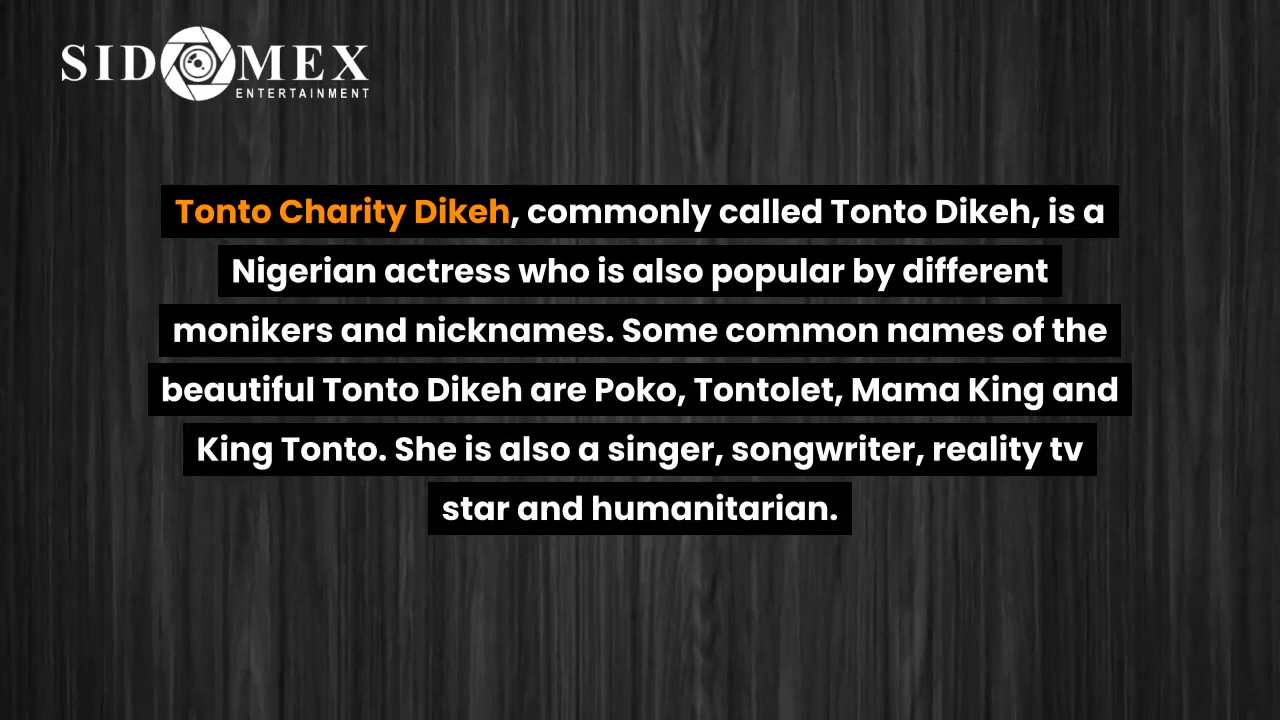 SIDOMEX
ENTERTAINMENT
Tonto Charity Dikeh, commonly called Tonto Dikeh, is a
Nigerian actress who is also popular by different
monikers and nicknames. Some common names of the
beautiful Tonto Dikeh are Poko, Tontolet, Mama King and
King Tonto. She is also a singer, songwriter, reality tv
star and humanitarian.